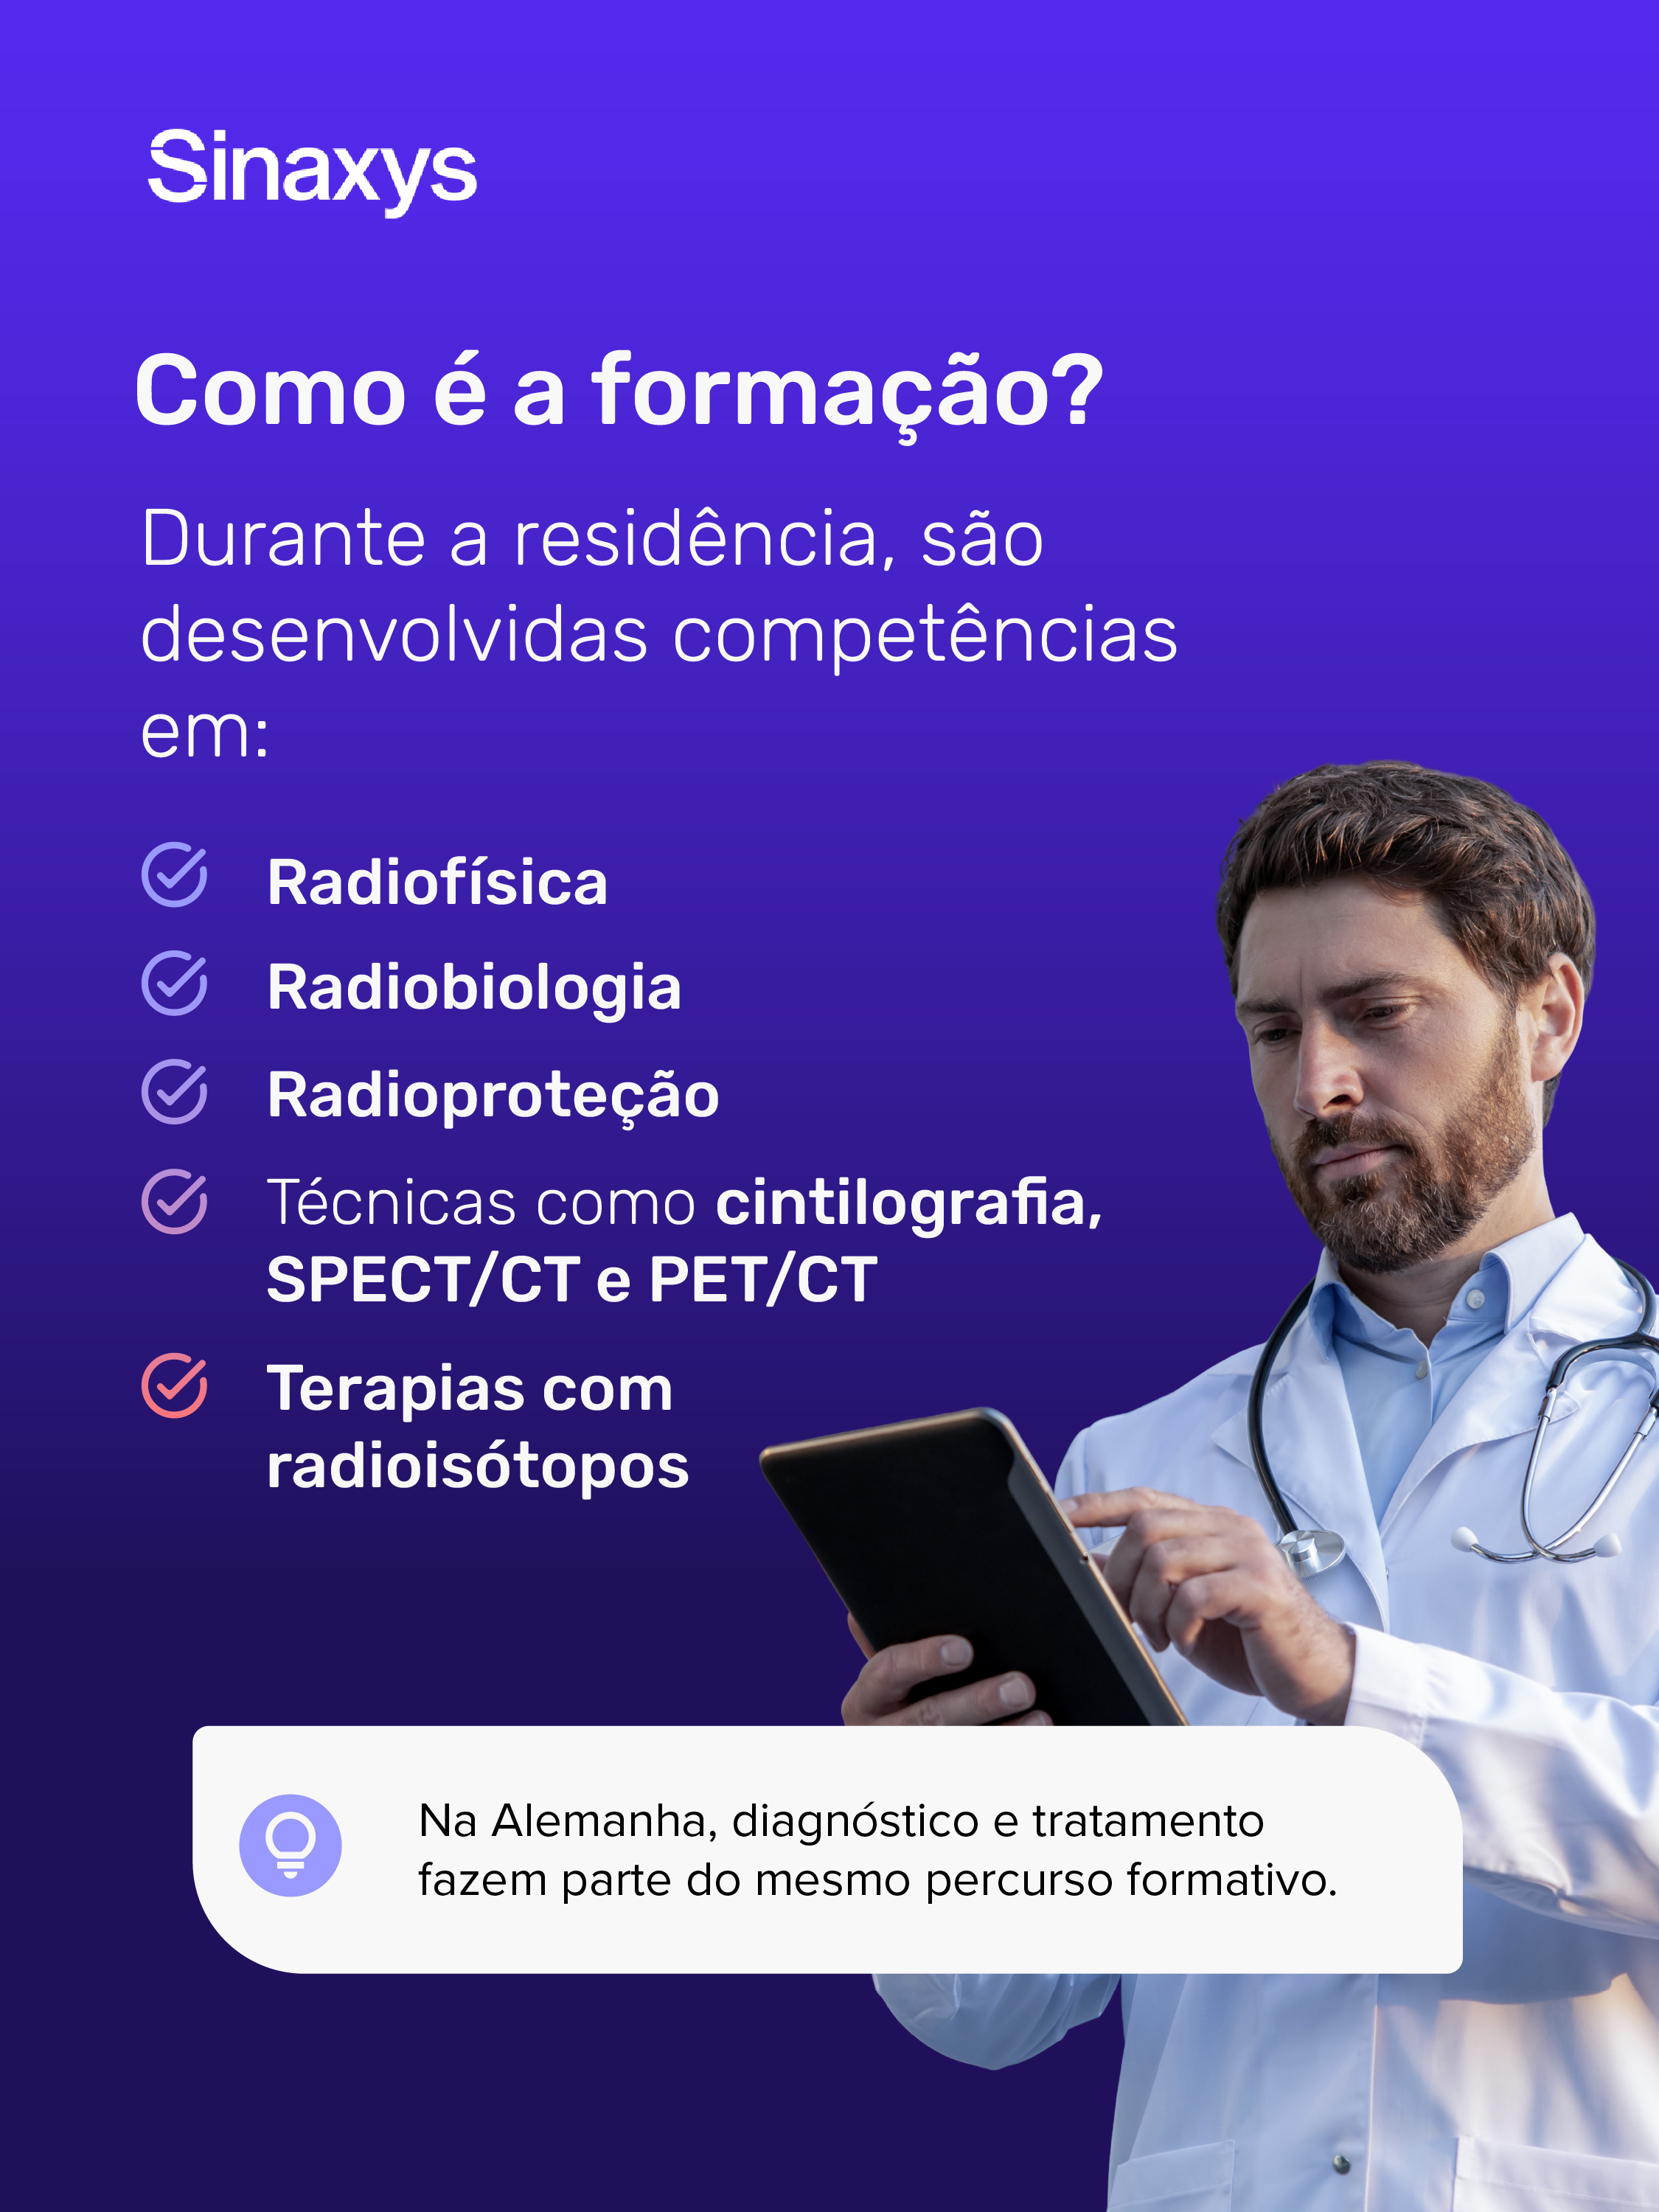 Sinaxys
Como é a formação?
Durante a residência, são
desenvolvidas competências
em:
Radiofísica
Radiobiologia
Radioproteção
Técnicas como cintilografia,
SPECT/CT e PET/CT
Terapias com
radioisótopos
Na Alemanha, diagnóstico e tratamento
fazem parte do mesmo percurso formativo.